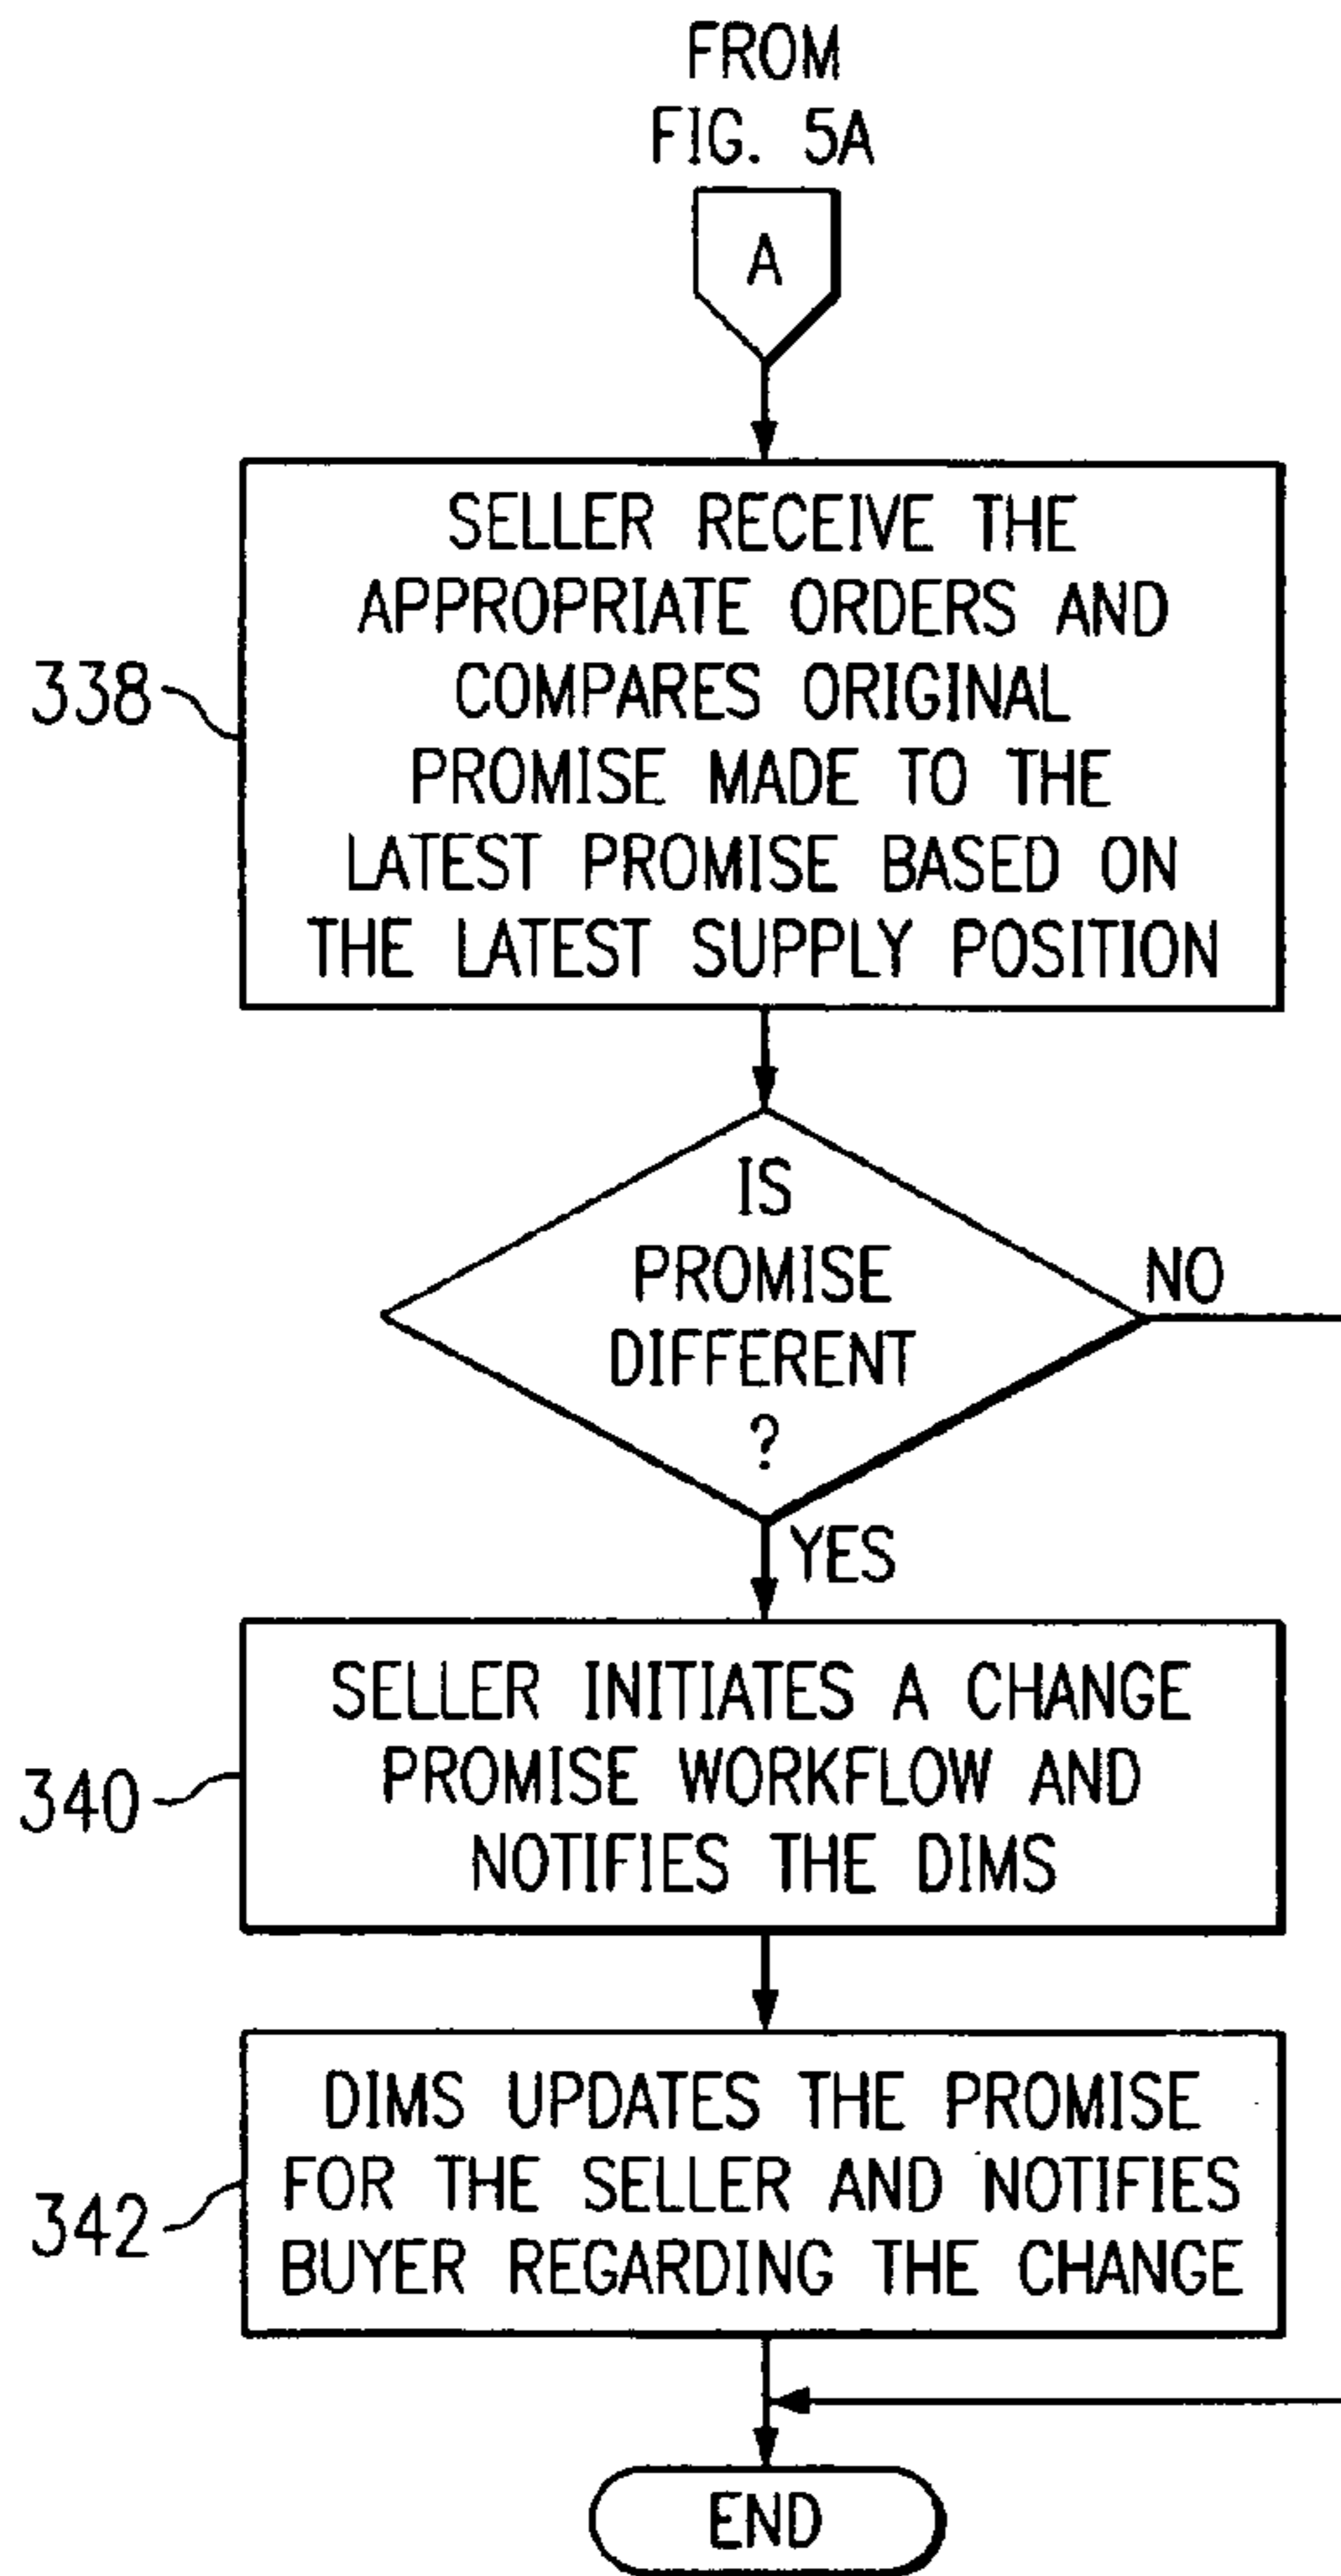 FROM
FIG. 5A
A
SELLER RECEIVE THE
APPROPRIATE ORDERS AND
COMPARES ORIGINAL
PROMISE MADE TO THE
LATEST PROMISE BASED ON
THE LATEST SUPPLY POSITION
338
IS
PROMISE
DIFFERENT
?
NO
YES
SELLER INITIATES A CHANGE
PROMISE WORKFLOW AND
NOTIFIES THE DIMS
340
DIMS UPDATES THE PROMISE
FOR THE SELLER AND NOTIFIES
BUYER REGARDING THE CHANGE
342
END